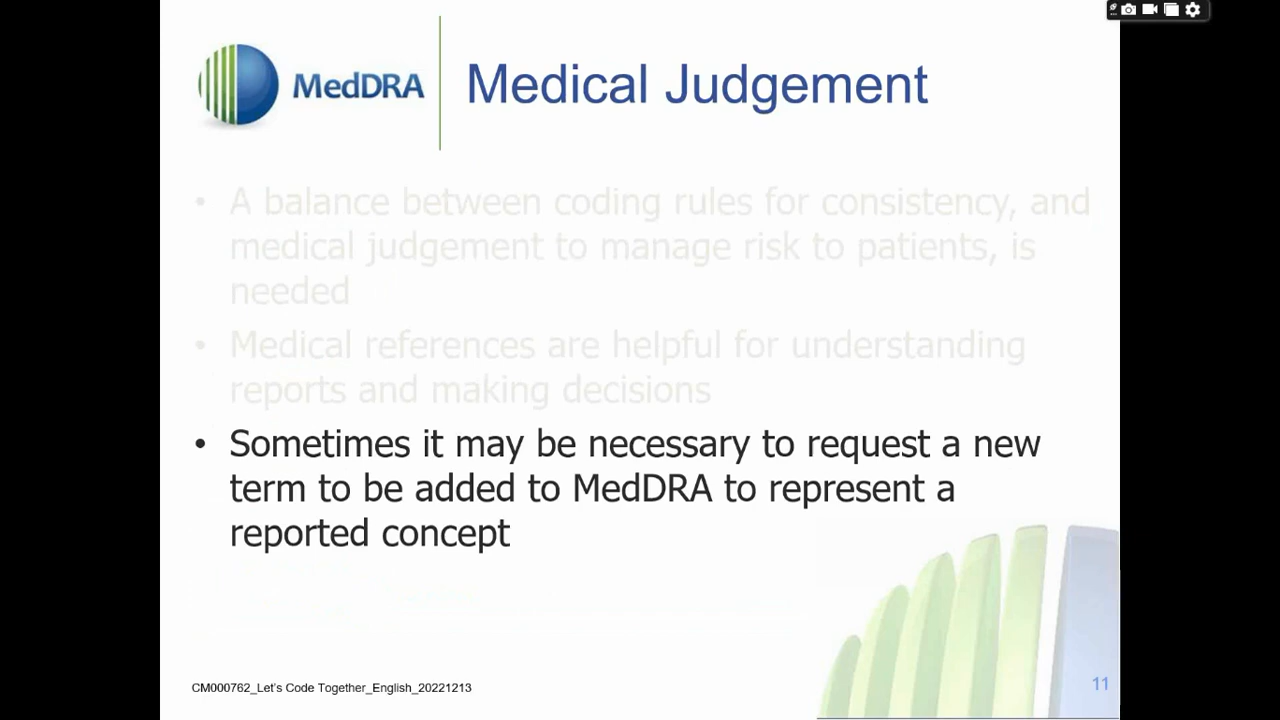 MedDRA
Medical Judgement
• A balance between coding rules for consistency, and
medical judgement to manage risk to patients, is
needed
• Medical references are helpful for understanding
reports and making decisions
• Sometimes it may be necessary to request a new
term to be added to MedDRA to represent a
reported concept
CM000762_Let's Code Together_English_20221213
11